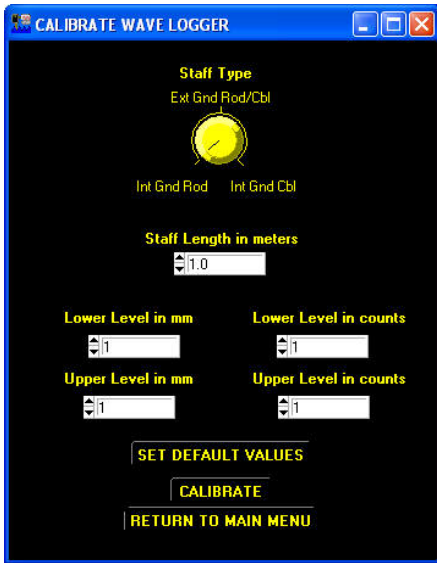 CALIBRATE WAVE LOGGER
Staff Type
Ext Gnd Rod/Cbl
Int Gnd Rod Int Gnd Cbl
Staff Length in meters
1.0
Lower Level in mm Lower Level in counts
1 1
Upper Level in mm Upper Level in counts
1 1
SET DEFAULT VALUES
CALIBRATE
RETURN TO MAIN MENU